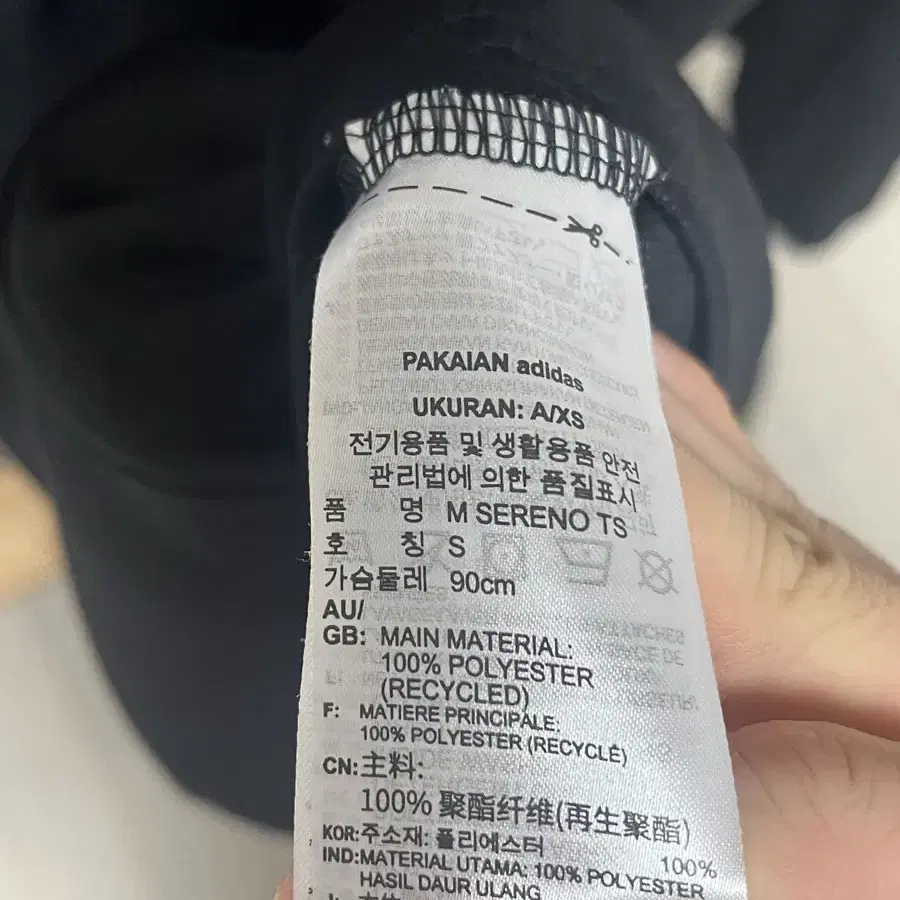 PAKAIAN adidas
UKURAN: A/XS
전기용품 및 생활용품 안전
관리법에 의한 품질표시
품 명 M SERENO TS
호 칭 S
가슴둘레 90cm
AU/
GB: MAIN MATERIAL:
100% POLYESTER
(RECYCLED)
F: MATIERE PRINCIPALE:
100% POLYESTER (RECYCLÉ)
CN:主料:
100% 聚酯纤维(再生聚酯)
KOR:주소재: 폴리에스터 100%
IND:MATERIAL UTAMA: 100% POLYESTER
HASIL DAUR ULANG